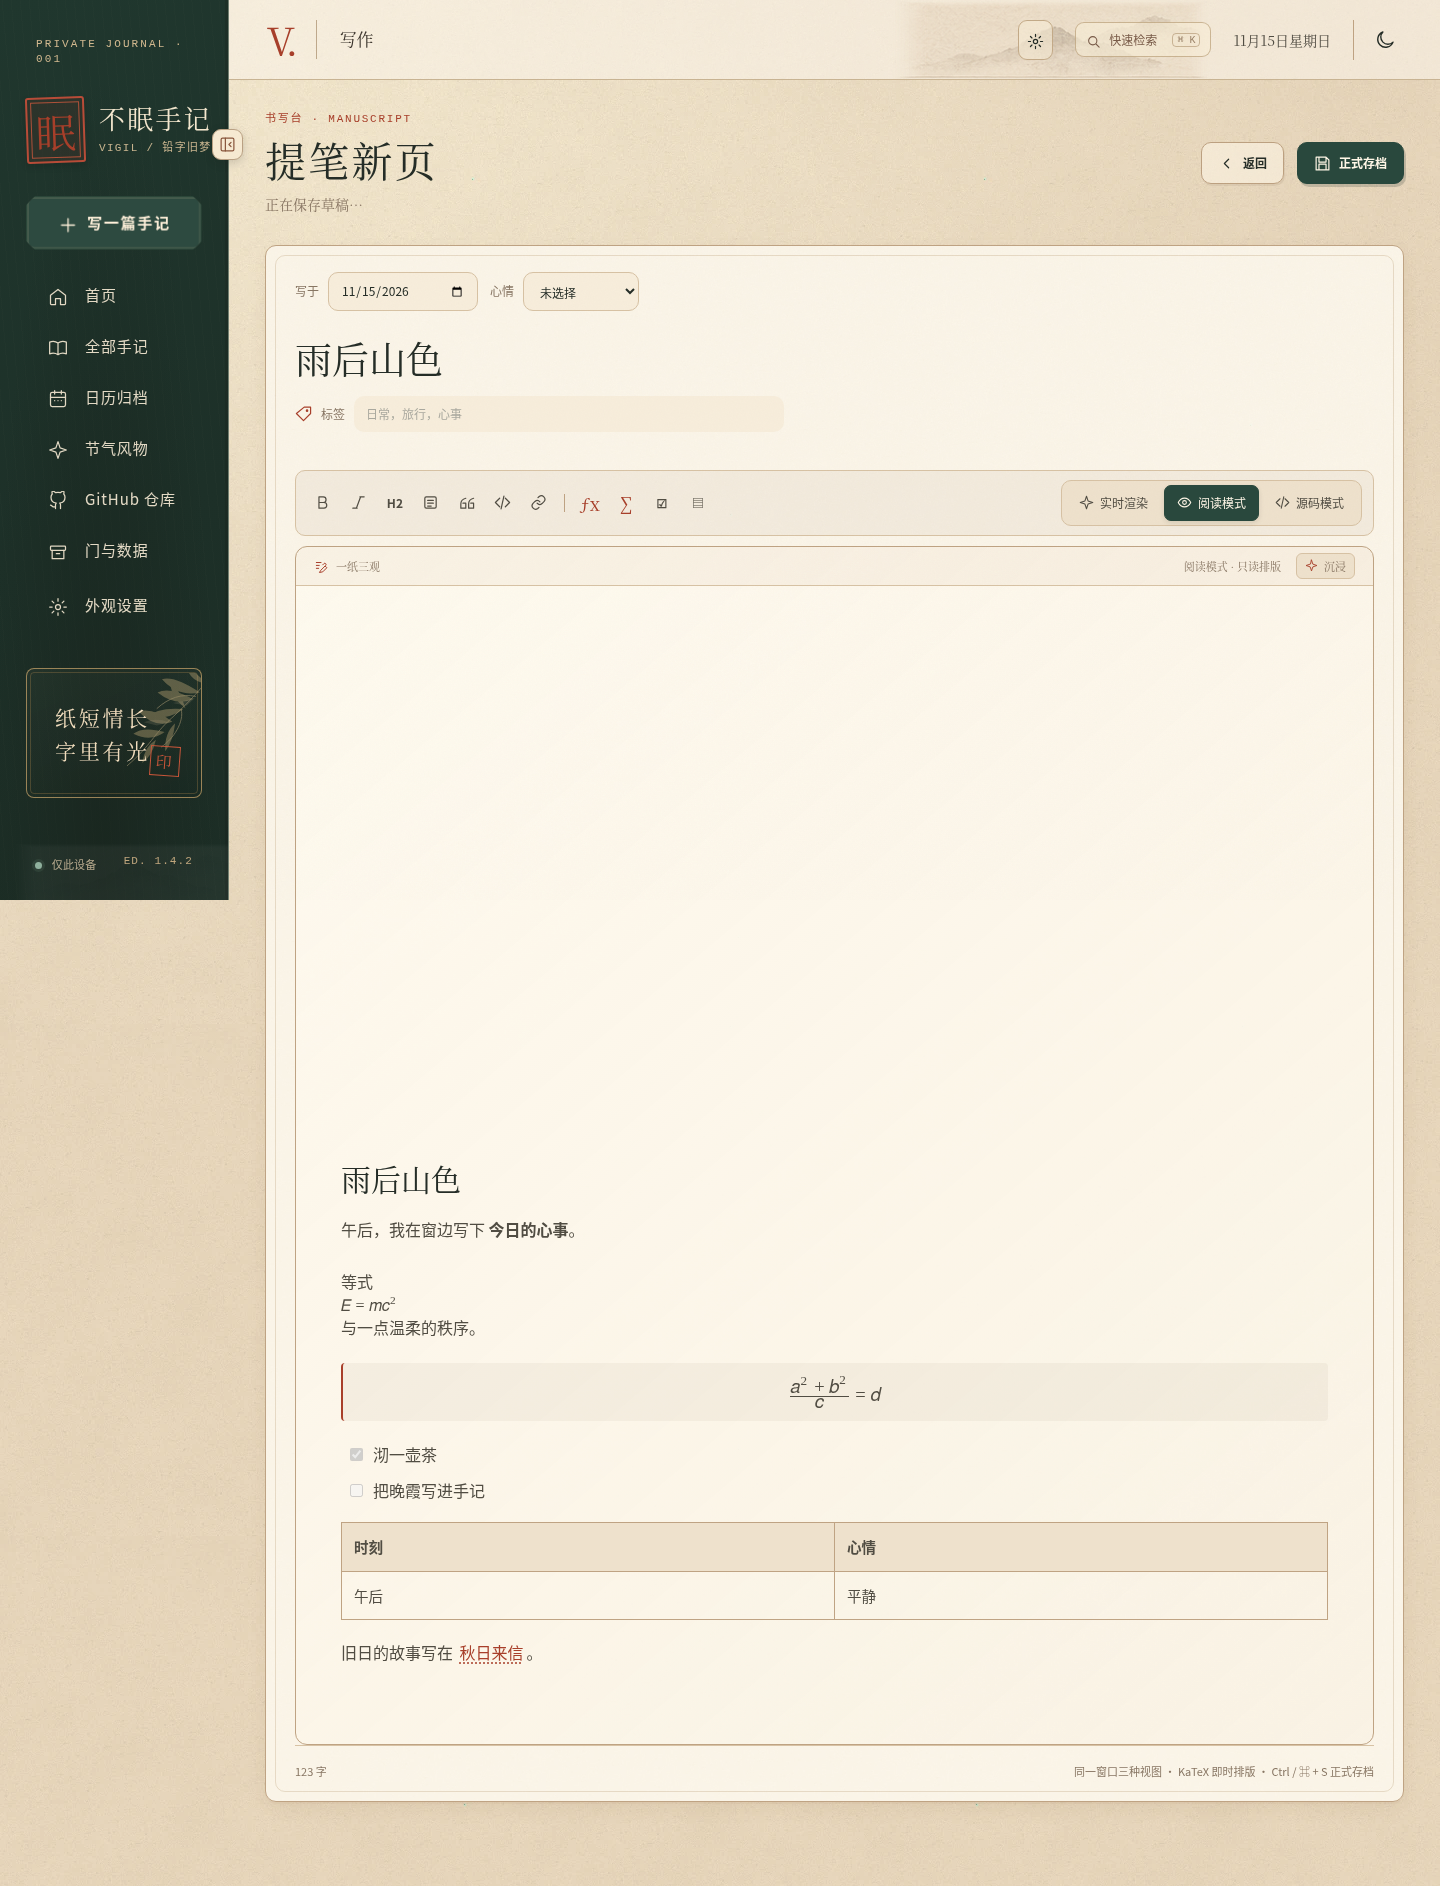 PRIVATE JOURNAL ·
001
眠
不眠手记
VIGIL / 铅字旧梦
写一篇手记
首页
全部手记
日历归档
节气风物
GitHub 仓库
门与数据
外观设置
纸短情长
字里有光
印
仅此设备
ED. 1.4.2
V.
写作
快速检索
⌘ K
11月15日星期日
书写台 · MANUSCRIPT
提笔新页
正在保存草稿…
返回
正式存档
写于
11/15/2026
心情
未选择
雨后山色
标签
日常，旅行，心事
H2
ƒx
∑
实时渲染
阅读模式
源码模式
一纸三观
阅读模式 · 只读排版
沉浸
雨后山色
午后，我在窗边写下 今日的心事。
等式
E = mc²
与一点温柔的秩序。
a² + b²
c
= d
沏一壶茶
把晚霞写进手记
时刻 心情
午后 平静
旧日的故事写在 秋日来信 。
123 字
同一窗口三种视图 · KaTeX 即时排版 · Ctrl / ⌘ + S 正式存档